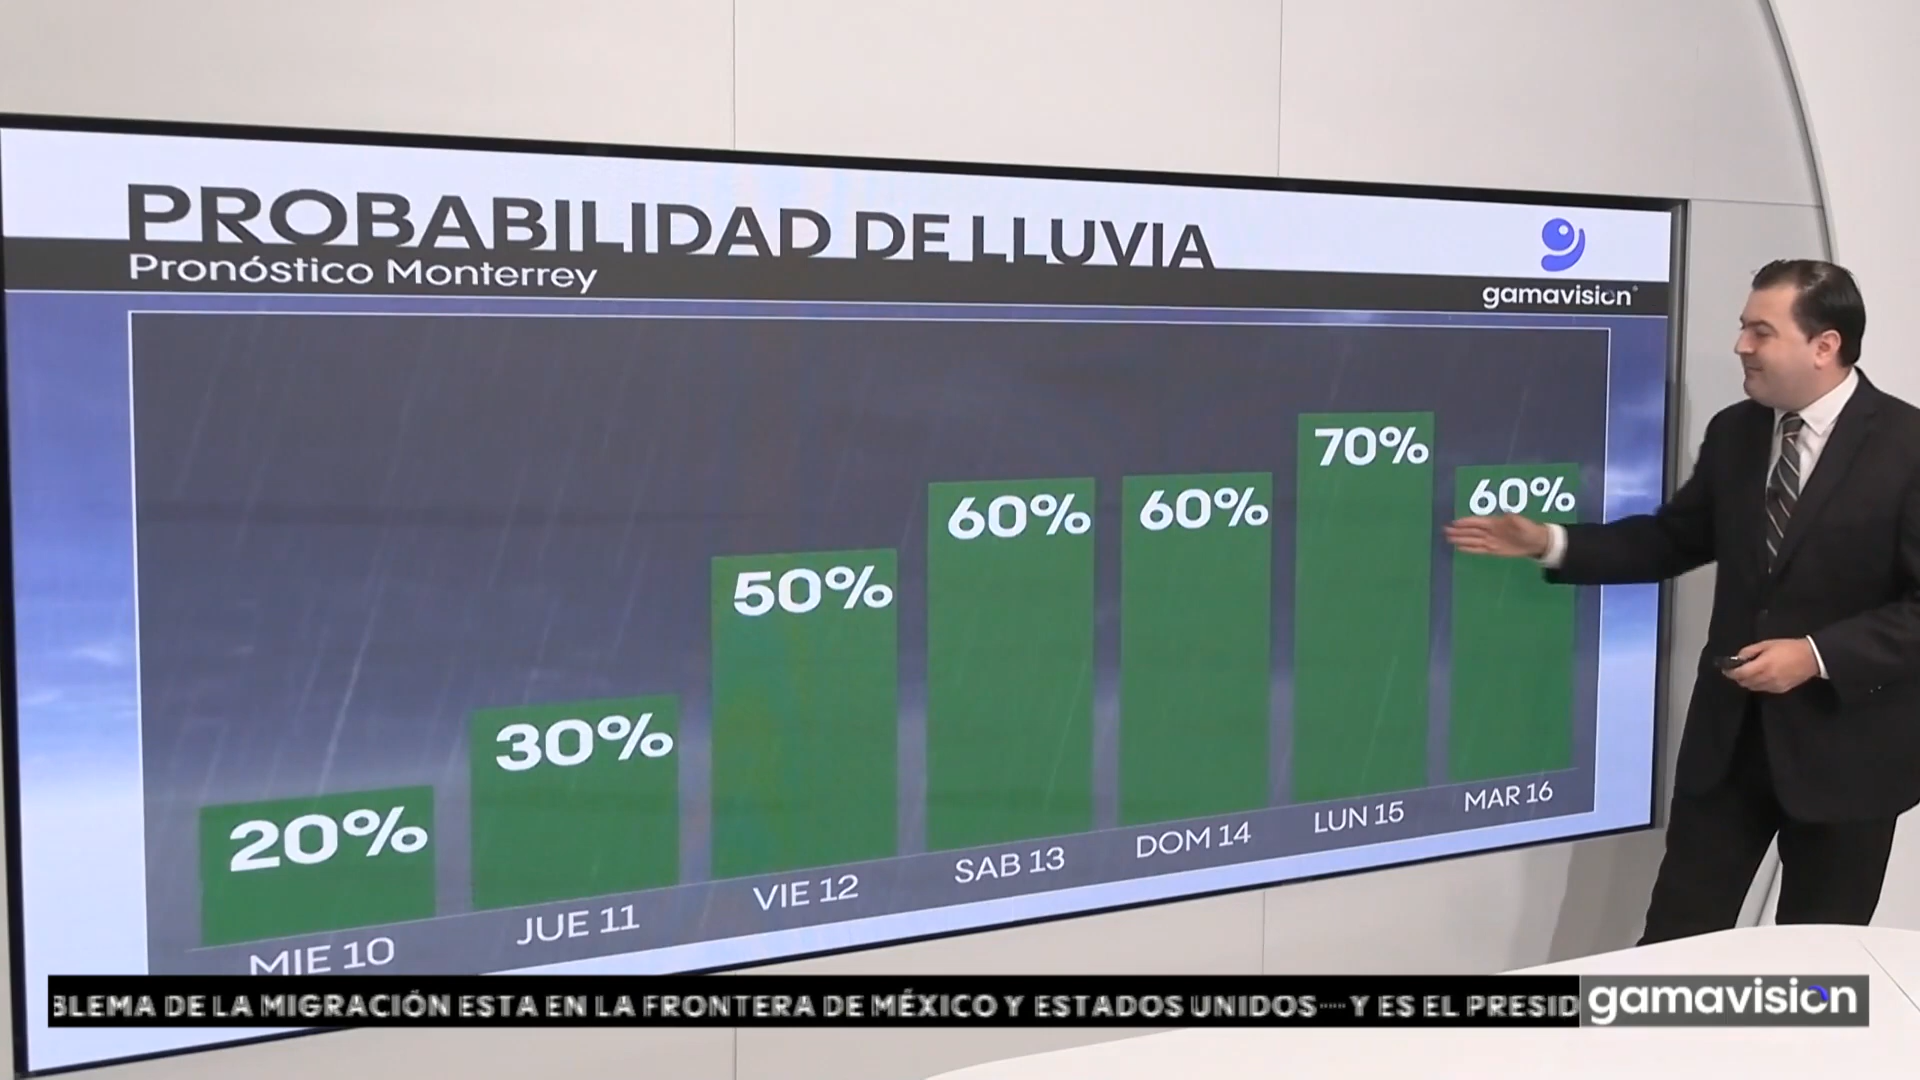 PROBABILIDAD DE LLUVIA
Pronóstico Monterrey
gamavision
20%
30%
50%
60%
60%
70%
60%
MIE 10
JUE 11
VIE 12
SAB 13
DOM 14
LUN 15
MAR 16
BLEMA DE LA MIGRACIÓN ESTA EN LA FRONTERA DE MÉXICO Y ESTADOS UNIDOS---- Y ES EL PRESID
gamavision